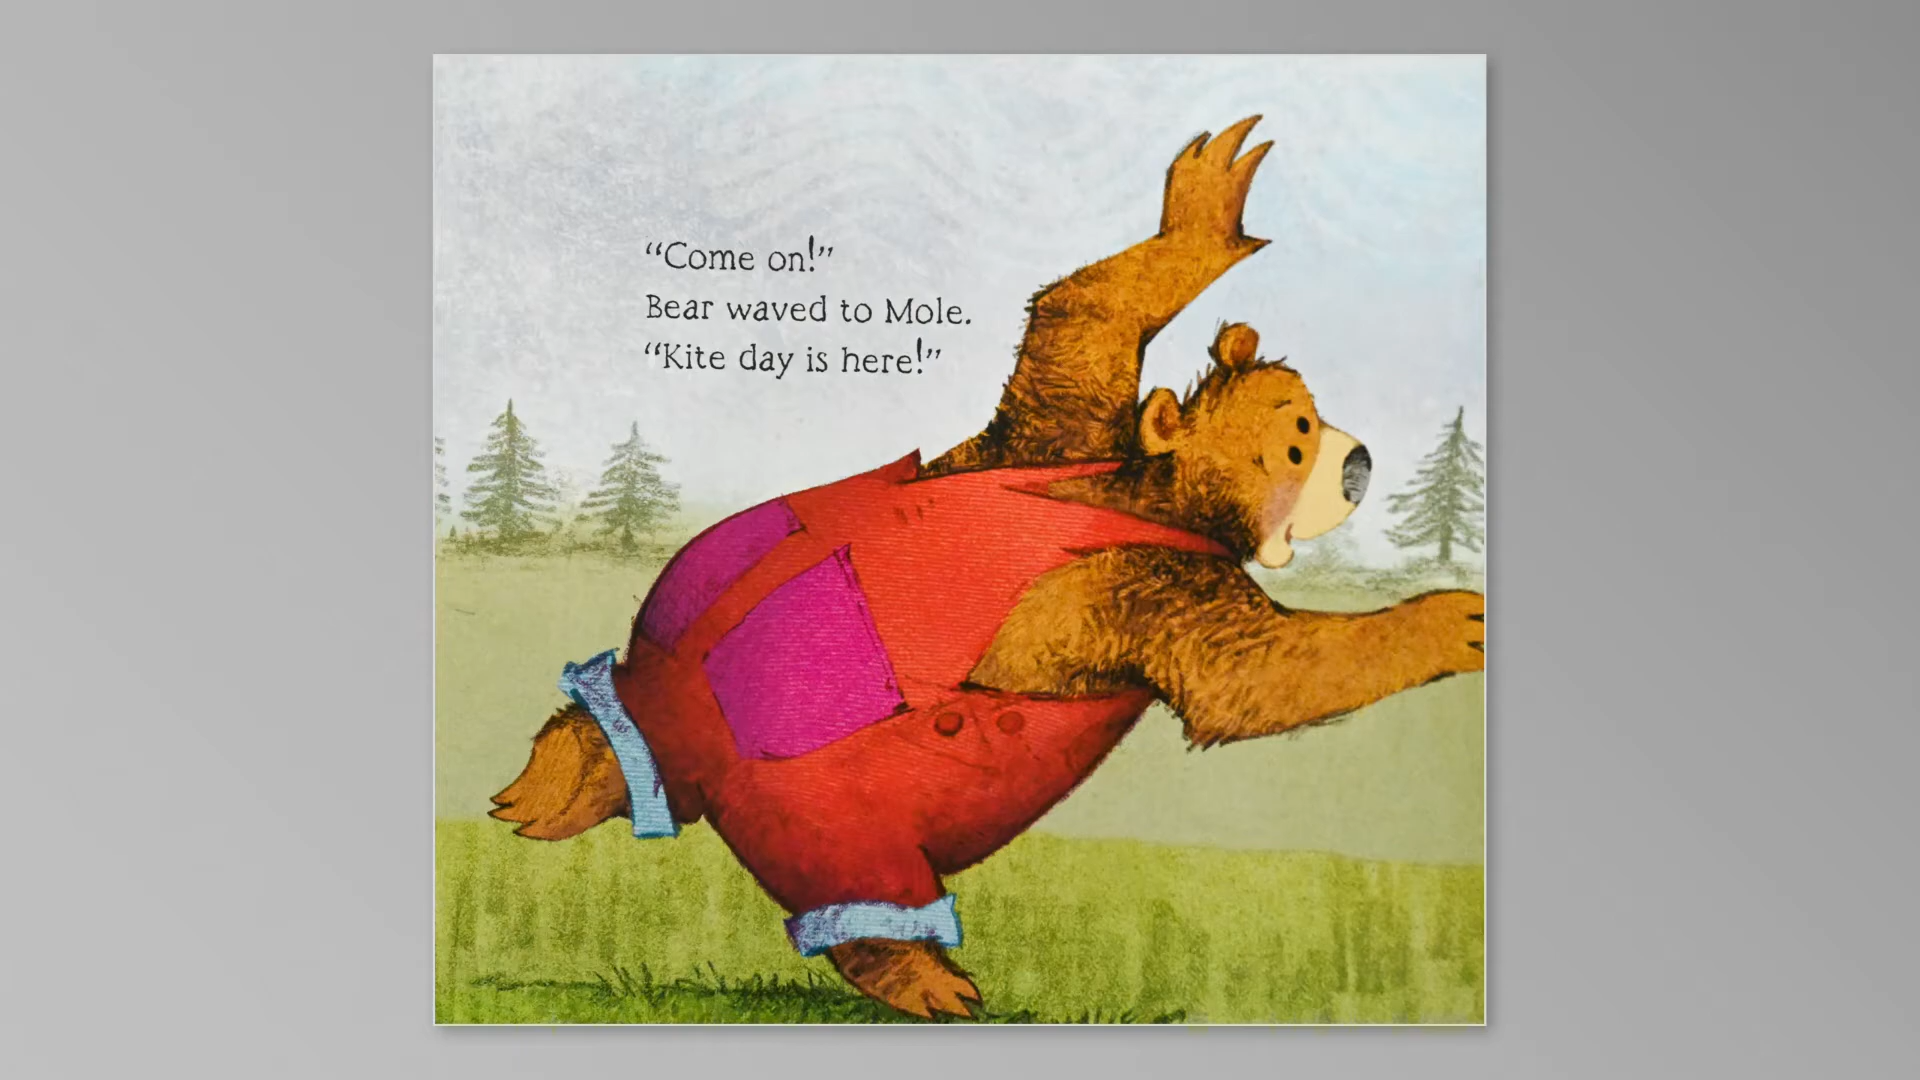 “Come on!”
Bear waved to Mole.
“Kite day is here!”